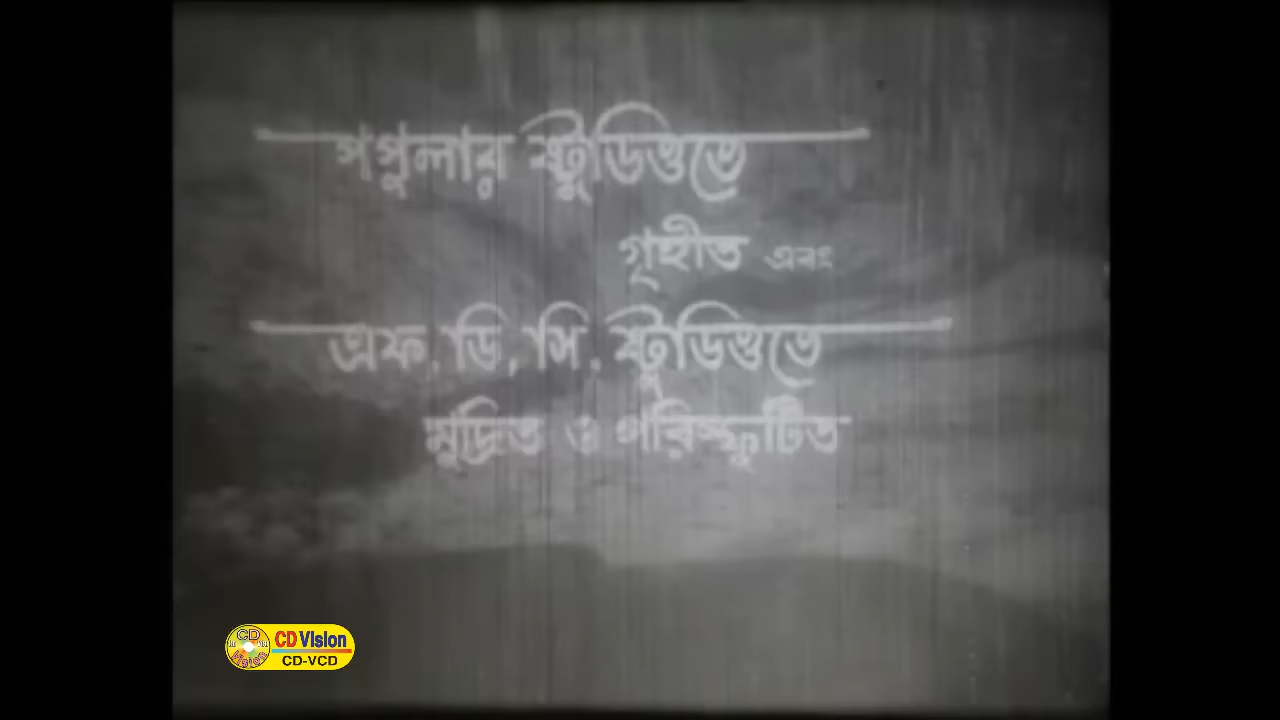 পপুলার ষ্টুডিওতে
গৃহীত এবং
এফ. ডি. সি. ষ্টুডিওতে
মুদ্রিত ও পরিস্ফুটিত
CD Vision
CD-VCD